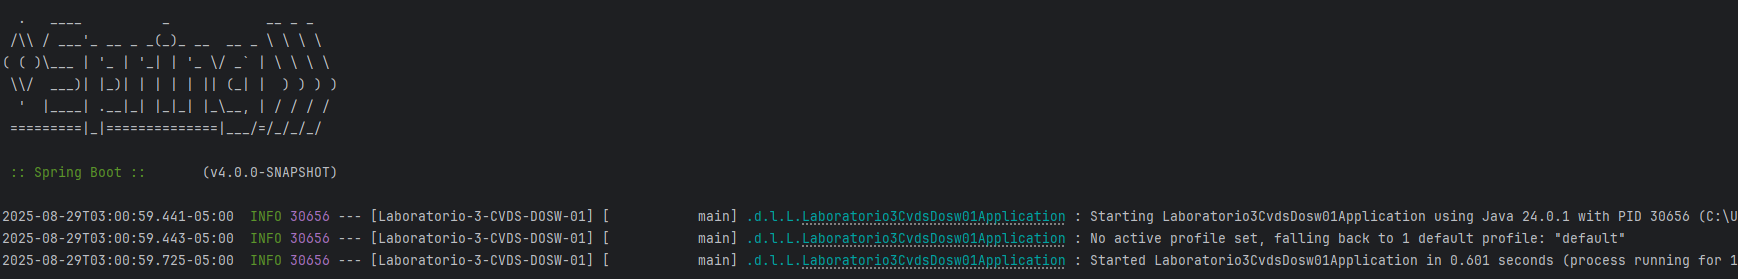 .   ____          _            __ _ _
 /\\ / ___'_ __ _ _(_)_ __  __ _ \ \ \ \
( ( )\___ | '_ | '_| | '_ \/ _` | \ \ \ \
 \\/  ___)| |_)| | | | | || (_| |  ) ) ) )
  '  |____| .__|_| |_|_| |_\__, | / / / /
 =========|_|==============|___/=/_/_/_/

 :: Spring Boot ::       (v4.0.0-SNAPSHOT)

2025-08-29T03:00:59.441-05:00  INFO 30656 --- [Laboratorio-3-CVDS-DOSW-01] [           main] .d.l.L.Laboratorio3CvdsDosw01Application : Starting Laboratorio3CvdsDosw01Application using Java 24.0.1 with PID 30656 (C:\U
2025-08-29T03:00:59.443-05:00  INFO 30656 --- [Laboratorio-3-CVDS-DOSW-01] [           main] .d.l.L.Laboratorio3CvdsDosw01Application : No active profile set, falling back to 1 default profile: "default"
2025-08-29T03:00:59.725-05:00  INFO 30656 --- [Laboratorio-3-CVDS-DOSW-01] [           main] .d.l.L.Laboratorio3CvdsDosw01Application : Started Laboratorio3CvdsDosw01Application in 0.601 seconds (process running for 1